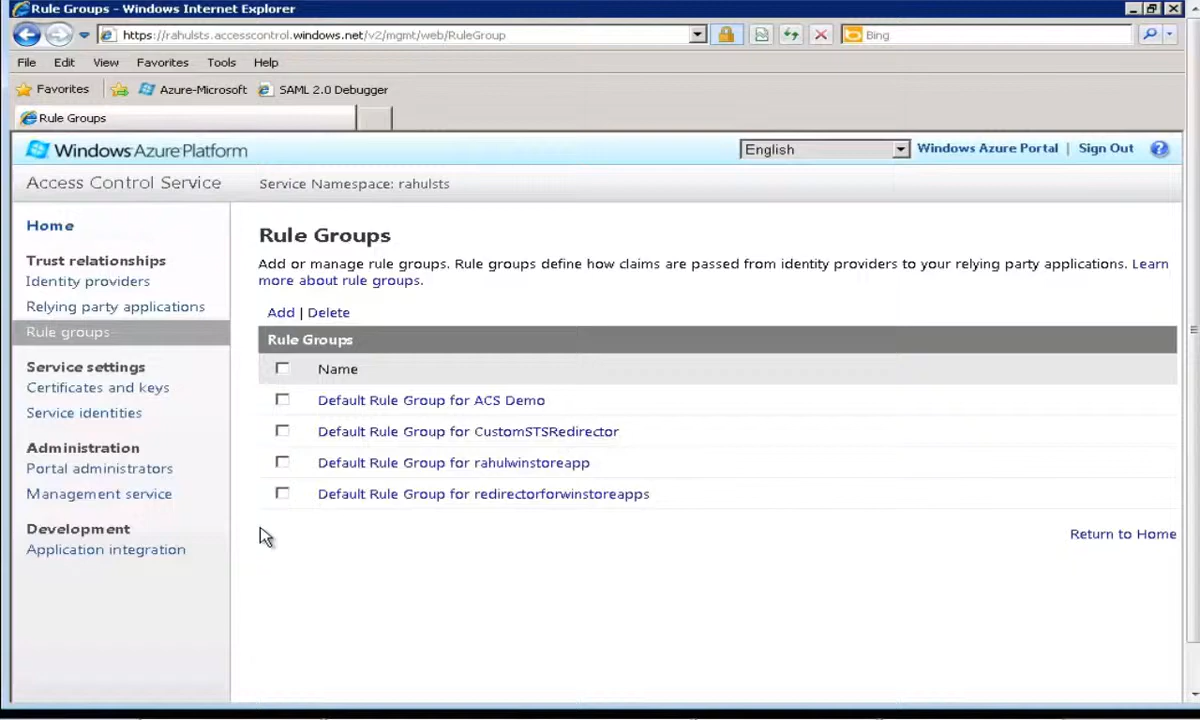 Rule Groups - Windows Internet Explorer
https://rahulsts.accesscontrol.windows.net/v2/mgmt/web/RuleGroup
Bing
File Edit View Favorites Tools Help
Favorites Azure-Microsoft SAML 2.0 Debugger
Rule Groups
Windows Azure Platform English Windows Azure Portal | Sign Out ?
Access Control Service Service Namespace: rahulsts
Home
Trust relationships
Identity providers
Relying party applications
Rule groups
Service settings
Certificates and keys
Service identities
Administration
Portal administrators
Management service
Development
Application integration
Rule Groups
Add or manage rule groups. Rule groups define how claims are passed from identity providers to your relying party applications. Learn
more about rule groups.
Add | Delete
Rule Groups
Name
Default Rule Group for ACS Demo
Default Rule Group for CustomSTSRedirector
Default Rule Group for rahulwinstoreapp
Default Rule Group for redirectorforwinstoreapps
Return to Home